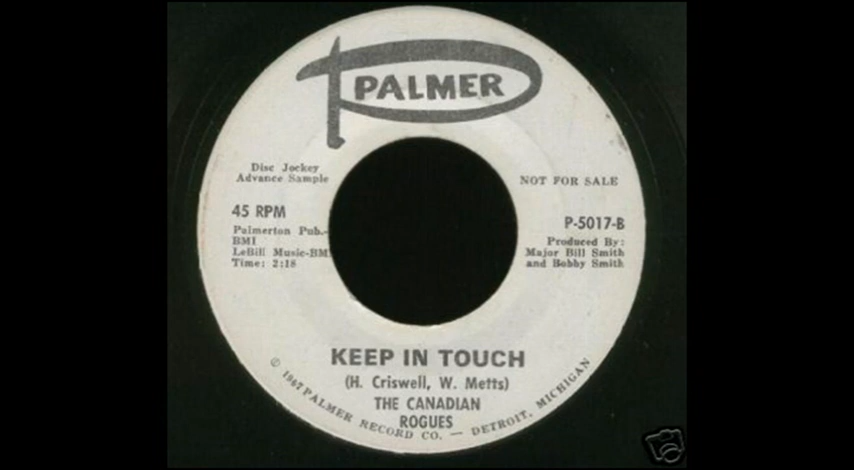 PALMER
Disc Jockey
Advance Sample
NOT FOR SALE
45 RPM
Palmerton Pub.-
BMI
LeBill Music-BM
Time: 2:18
P-5017-B
Produced By:
Major Bill Smith
and Bobby Smith
KEEP IN TOUCH
(H. Criswell, W. Metts)
THE CANADIAN
ROGUES
© 1967 PALMER RECORD CO. — DETROIT, MICHIGAN